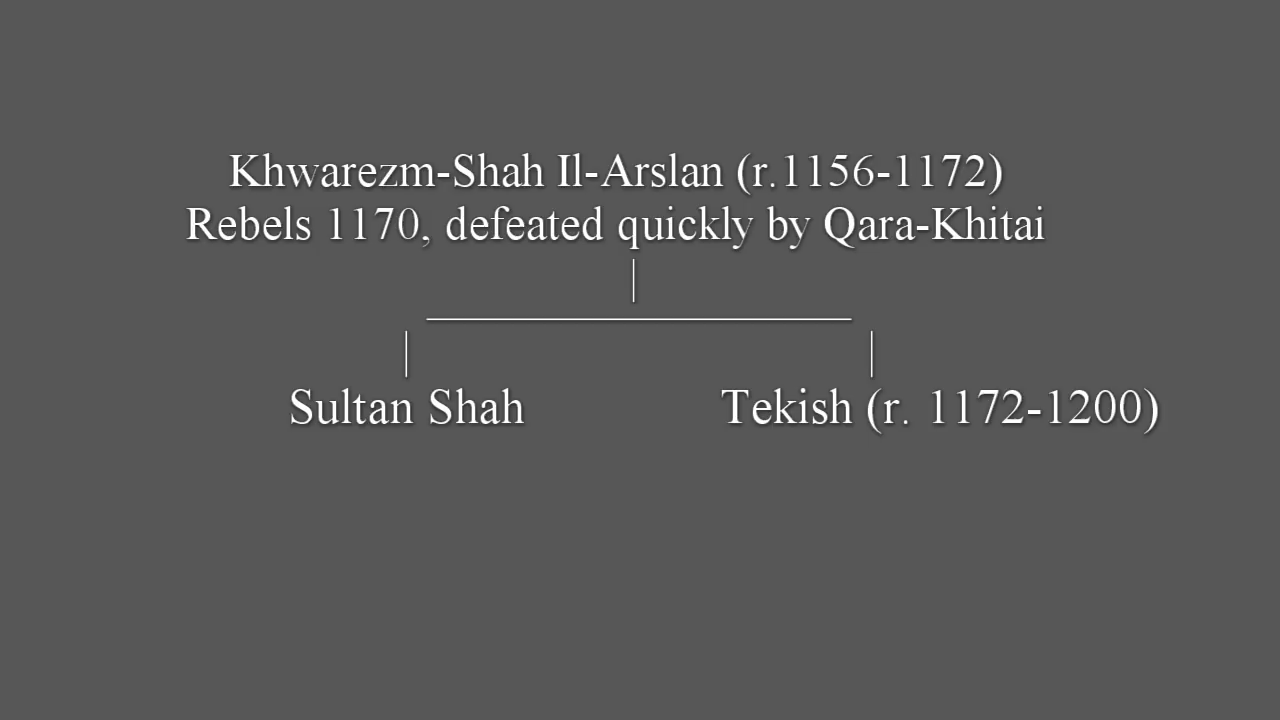 Khwarezm-Shah Il-Arslan (r.1156-1172)
Rebels 1170, defeated quickly by Qara-Khitai
Sultan Shah
Tekish (r. 1172-1200)